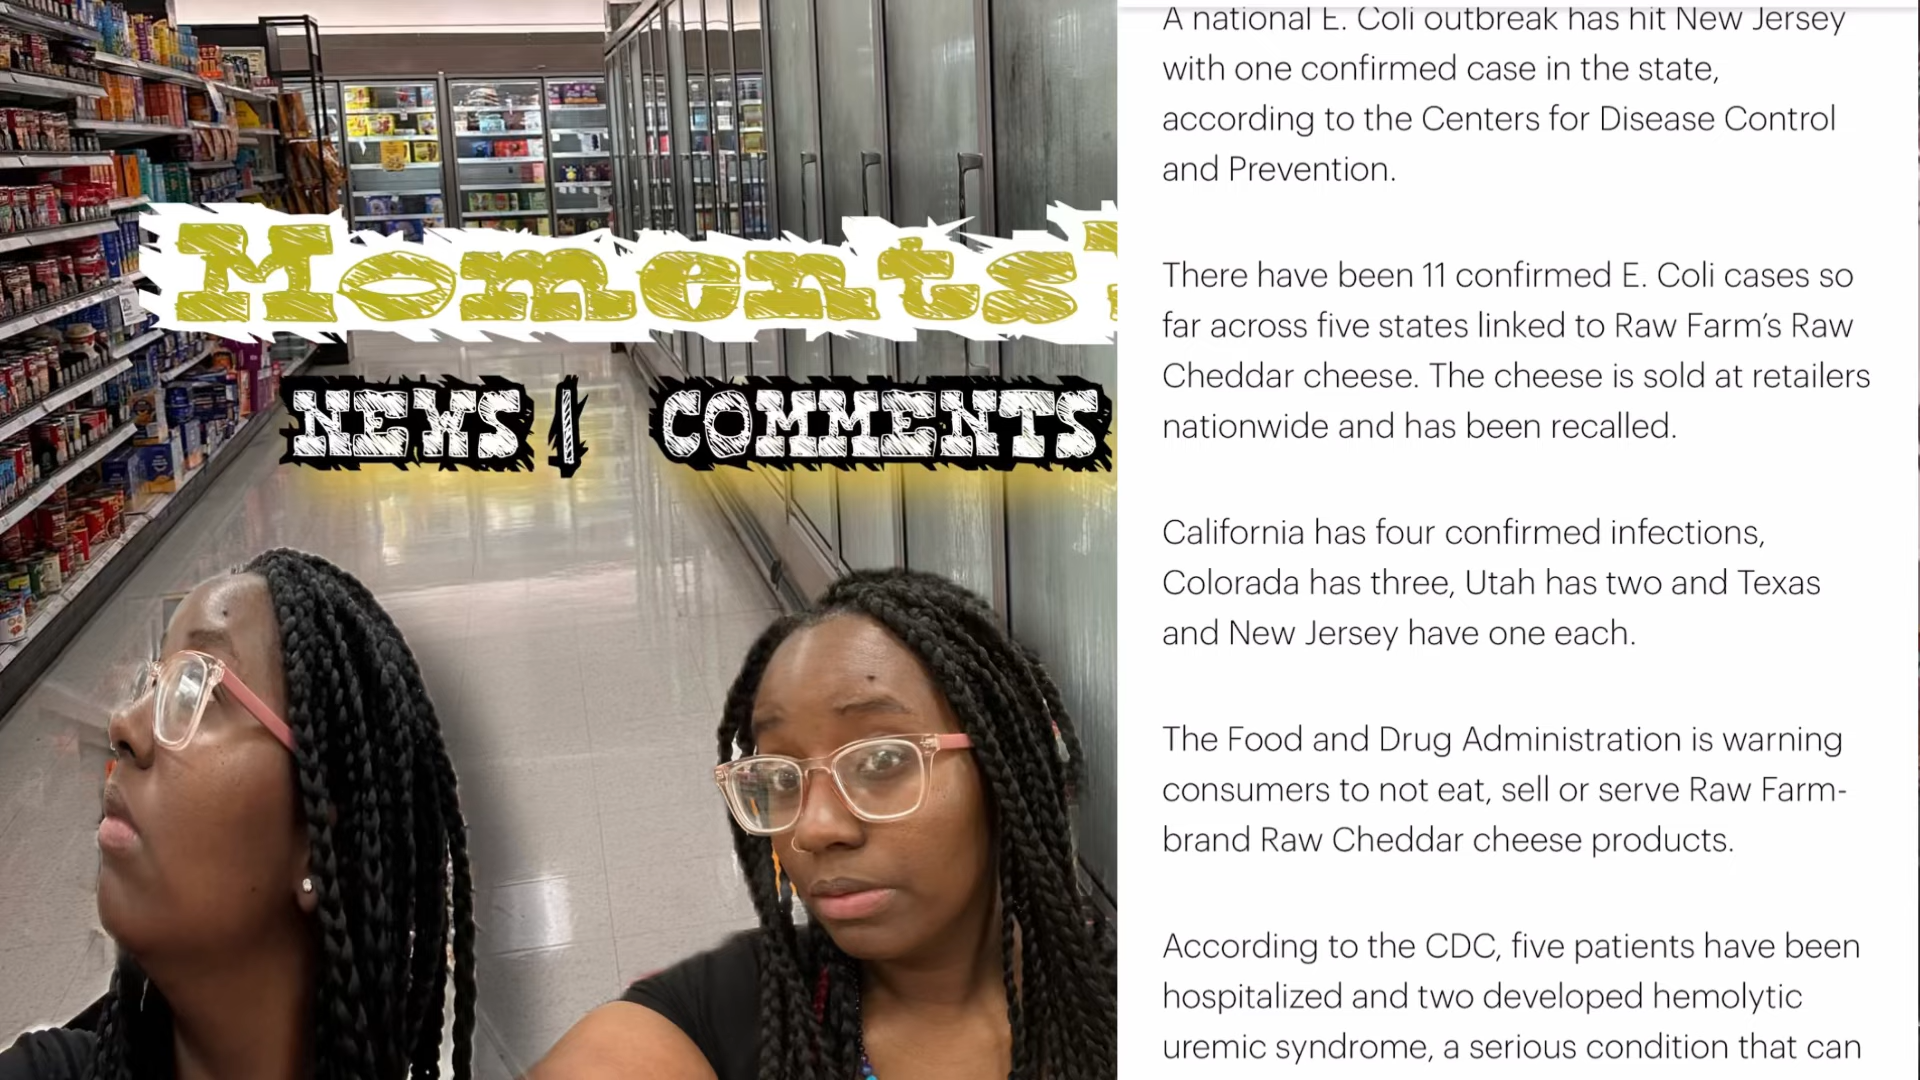 Moments
NEWS | COMMENTS
A national E. Coli outbreak has hit New Jersey
with one confirmed case in the state,
according to the Centers for Disease Control
and Prevention.
There have been 11 confirmed E. Coli cases so
far across five states linked to Raw Farm’s Raw
Cheddar cheese. The cheese is sold at retailers
nationwide and has been recalled.
California has four confirmed infections,
Colorada has three, Utah has two and Texas
and New Jersey have one each.
The Food and Drug Administration is warning
consumers to not eat, sell or serve Raw Farm-
brand Raw Cheddar cheese products.
According to the CDC, five patients have been
hospitalized and two developed hemolytic
uremic syndrome, a serious condition that can